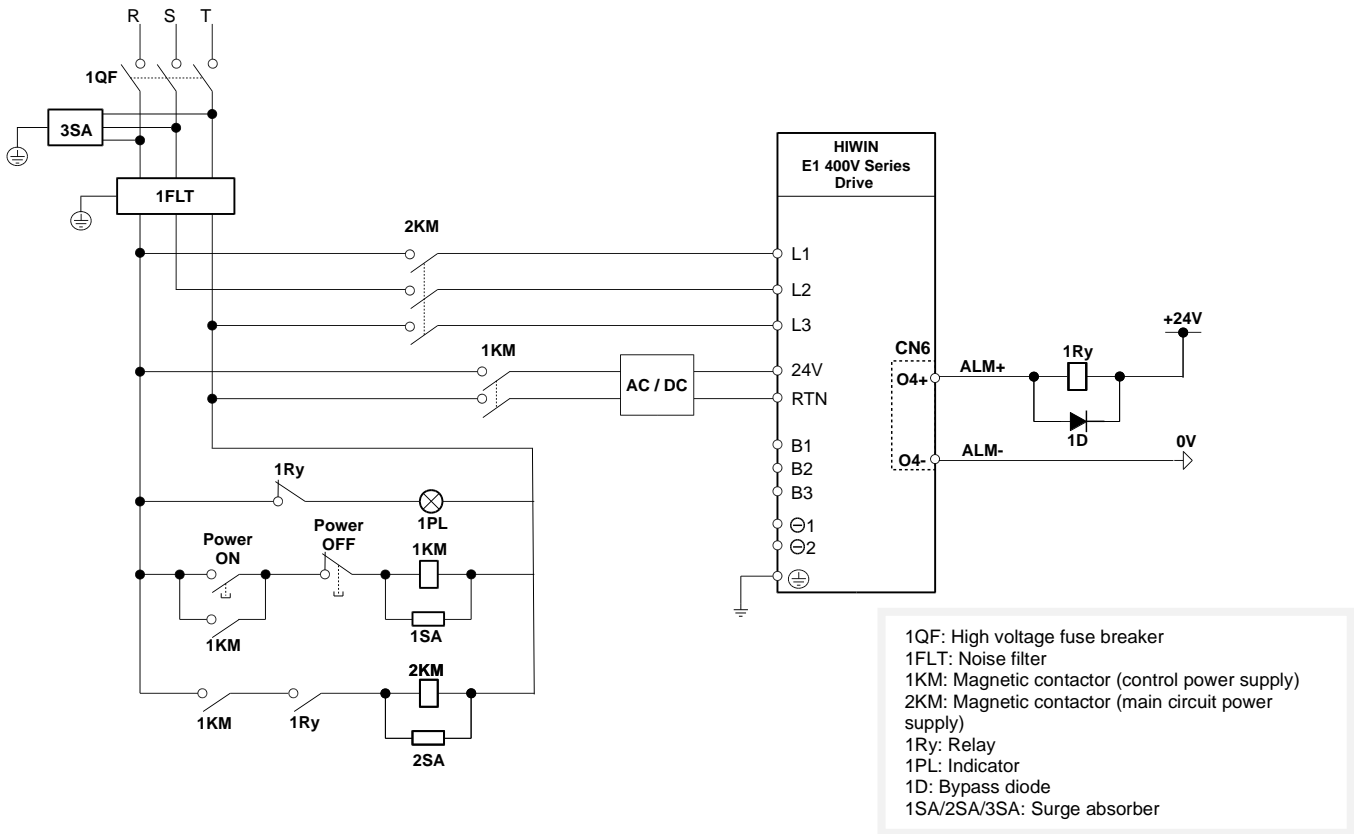 R S T
1QF
3SA
1FLT
2KM
1KM
AC / DC
HIWIN
E1 400V Series
Drive
L1
L2
L3
24V
RTN
B1
B2
B3
⊖1
⊖2
CN6
O4+
O4-
ALM+
ALM-
1Ry
1D
+24V
0V
1Ry
1PL
Power
ON
Power
OFF
1KM
1KM
1SA
2KM
1KM
1Ry
2SA
1QF: High voltage fuse breaker
1FLT: Noise filter
1KM: Magnetic contactor (control power supply)
2KM: Magnetic contactor (main circuit power
supply)
1Ry: Relay
1PL: Indicator
1D: Bypass diode
1SA/2SA/3SA: Surge absorber